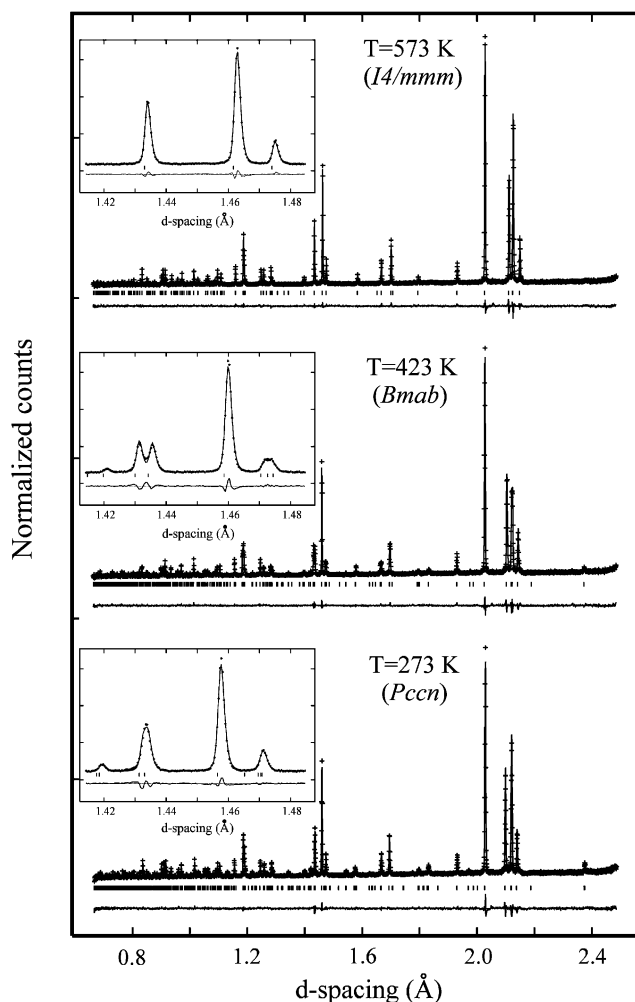 T=573 K
(I4/mmm)
1.42 1.44 1.46 1.48
d-spacing (Å)
T=423 K
(Bmab)
1.42 1.44 1.46 1.48
d-spacing (Å)
Normalized counts
T=273 K
(Pccn)
1.42 1.44 1.46 1.48
d-spacing (Å)
0.8 1.2 1.6 2.0 2.4
d-spacing (Å)